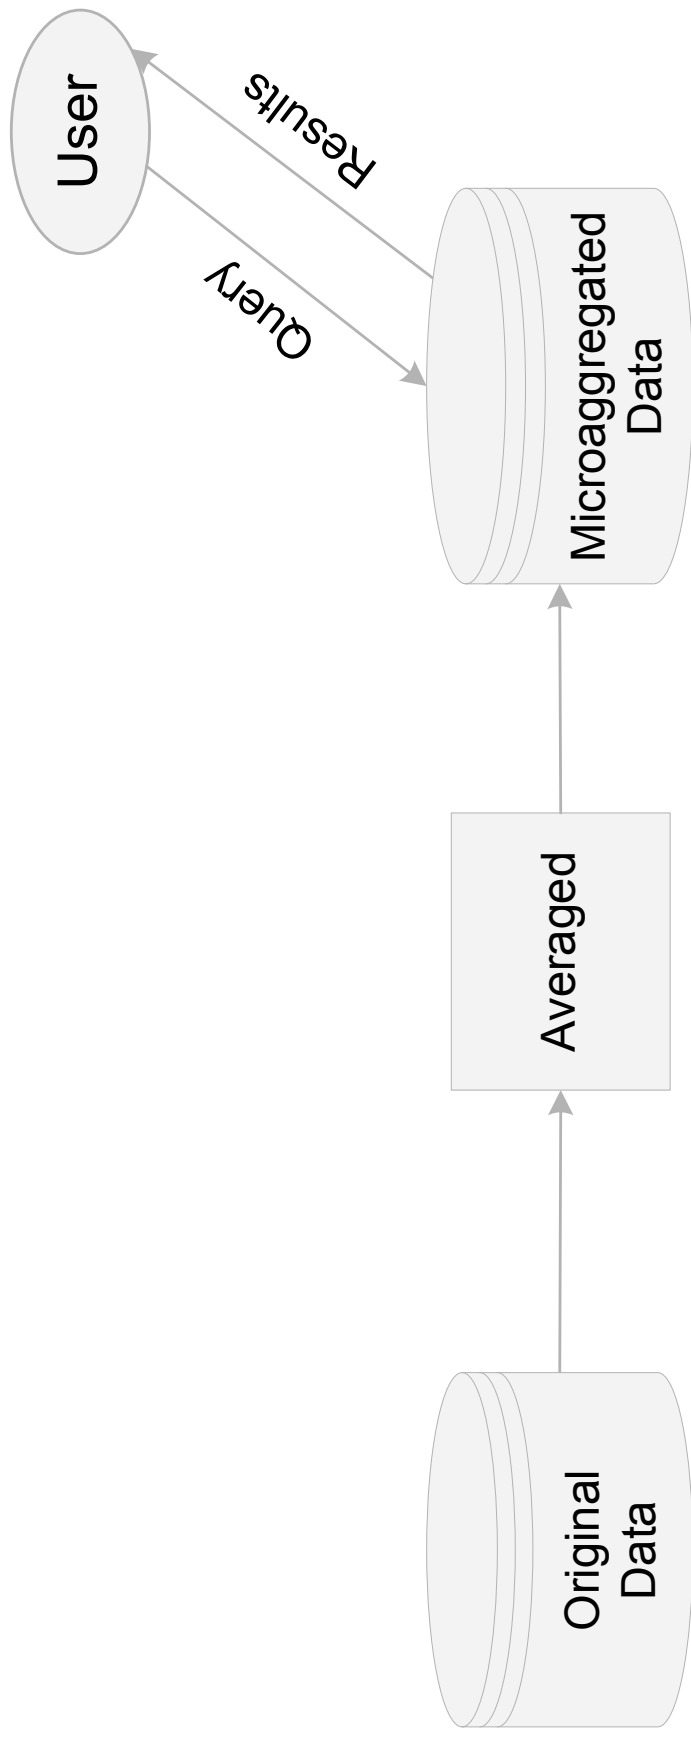 Original
Data
Averaged
Microaggregated
Data
Query
Results
User